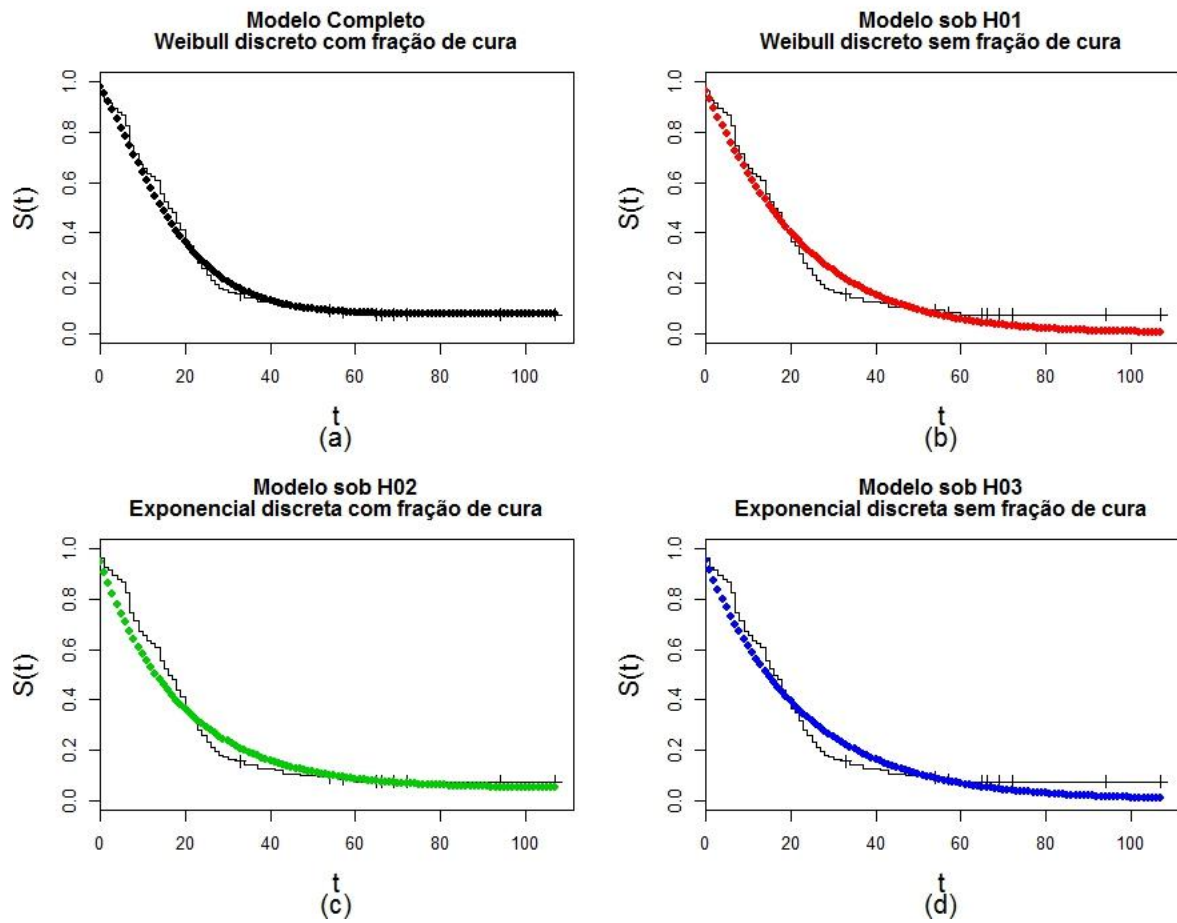 Modelo Completo
Weibull discreto com fração de cura
S(t)
0.0 0.2 0.4 0.6 0.8 1.0
0 20 40 60 80 100
t
(a)
Modelo sob H01
Weibull discreto sem fração de cura
S(t)
0.0 0.2 0.4 0.6 0.8 1.0
0 20 40 60 80 100
t
(b)
Modelo sob H02
Exponencial discreta com fração de cura
S(t)
0.0 0.2 0.4 0.6 0.8 1.0
0 20 40 60 80 100
t
(c)
Modelo sob H03
Exponencial discreta sem fração de cura
S(t)
0.0 0.2 0.4 0.6 0.8 1.0
0 20 40 60 80 100
t
(d)